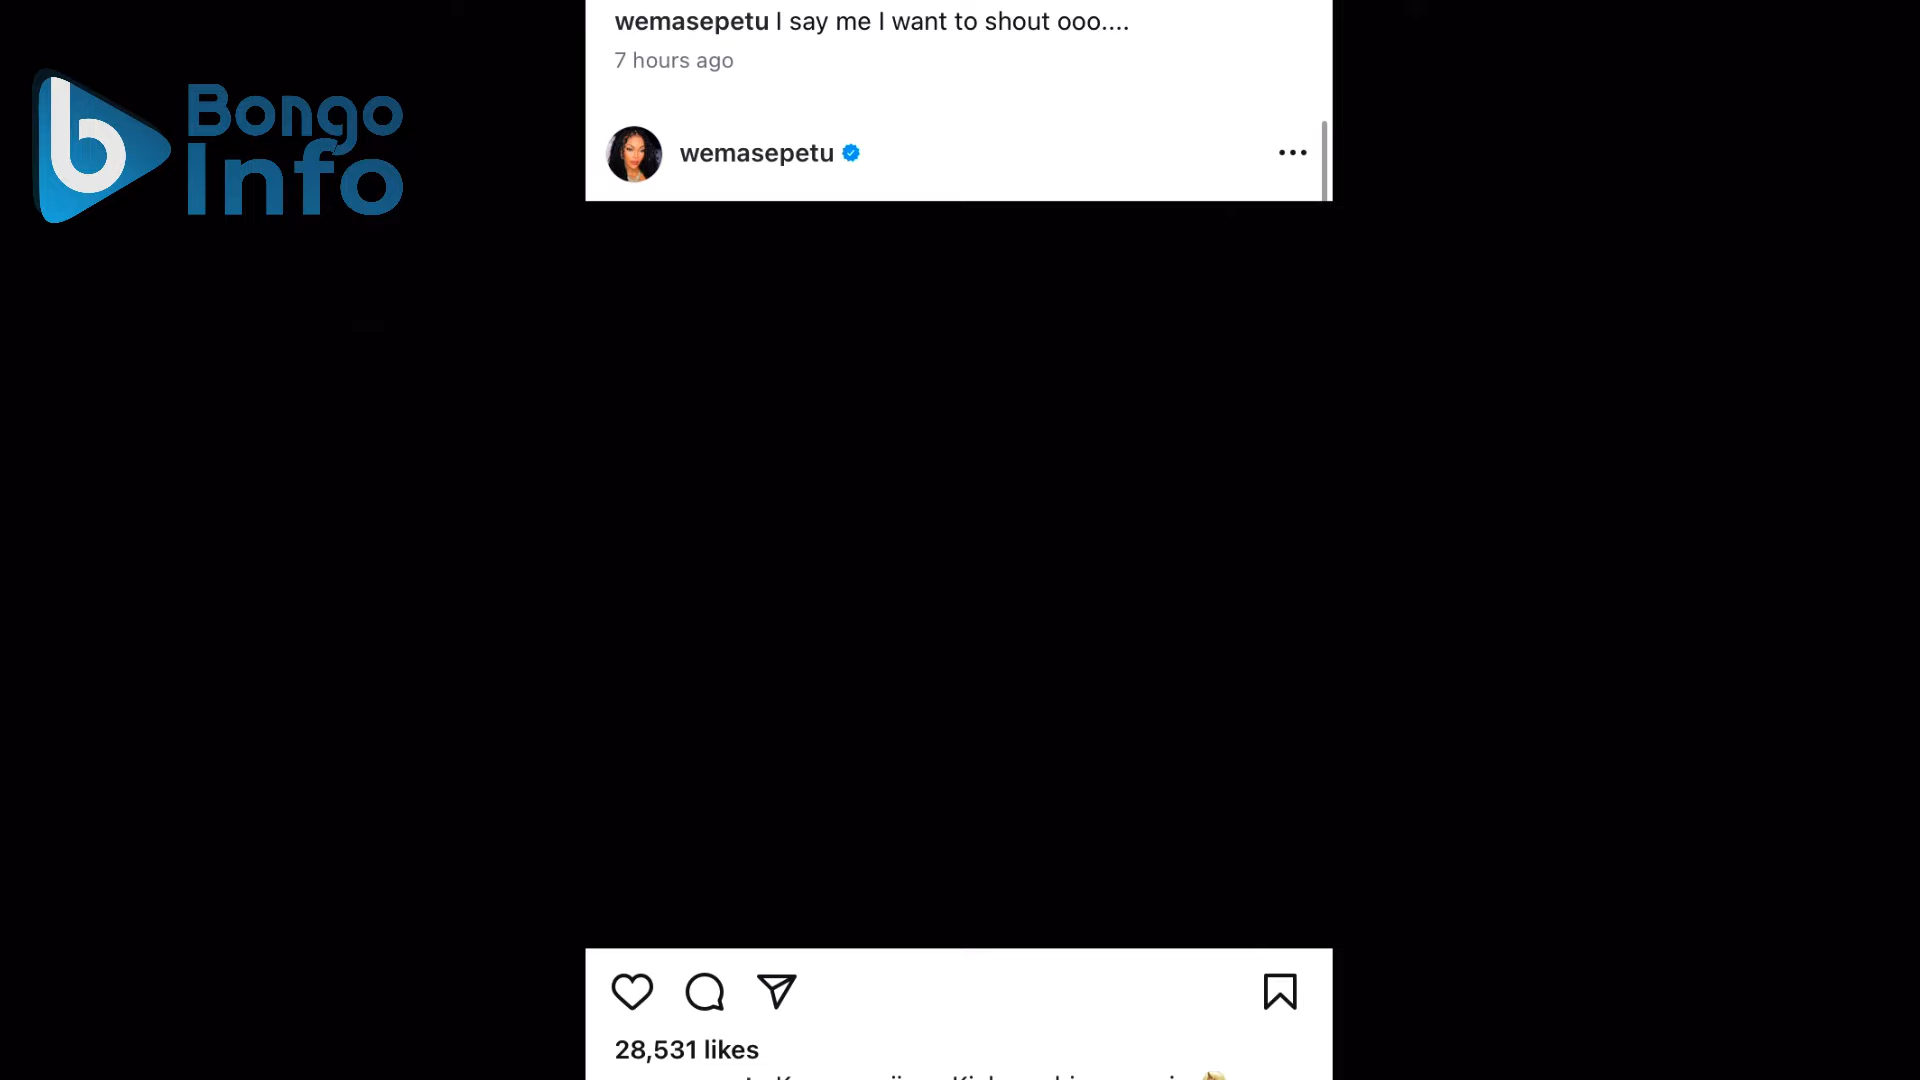 wemasepetu I say me I want to shout ooo....
7 hours ago
Bongo
Info
wemasepetu
28,531 likes